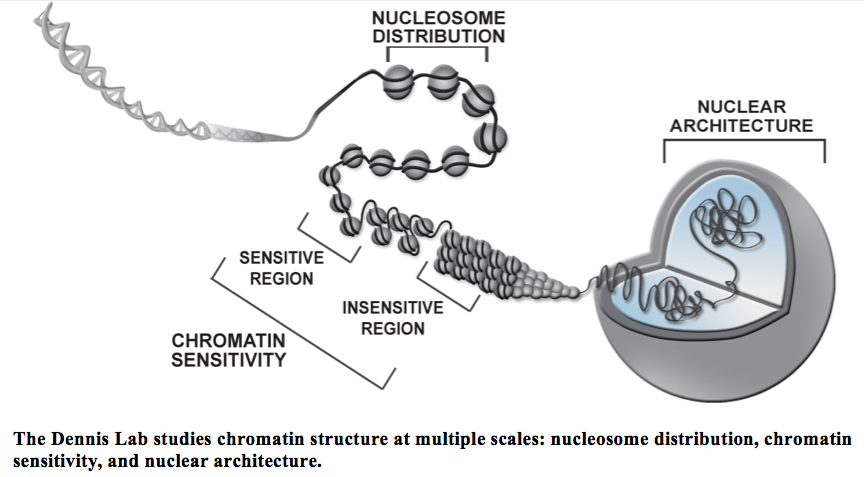 NUCLEOSOME
DISTRIBUTION
NUCLEAR
ARCHITECTURE
SENSITIVE
REGION
INSENSITIVE
REGION
CHROMATIN
SENSITIVITY
The Dennis Lab studies chromatin structure at multiple scales: nucleosome distribution, chromatin
sensitivity, and nuclear architecture.